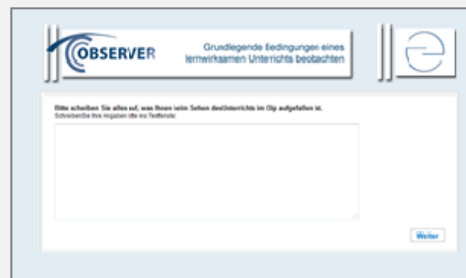 OBSERVER
Grundlegende Bedingungen eines
lernwirksamen Unterrichts beobachten
Bitte schreiben Sie alles auf, was Ihnen beim Sehen des Unterrichts im Clip aufgefallen ist.
Schreiben Sie Ihre Angaben bitte ins Textfenster.
Weiter